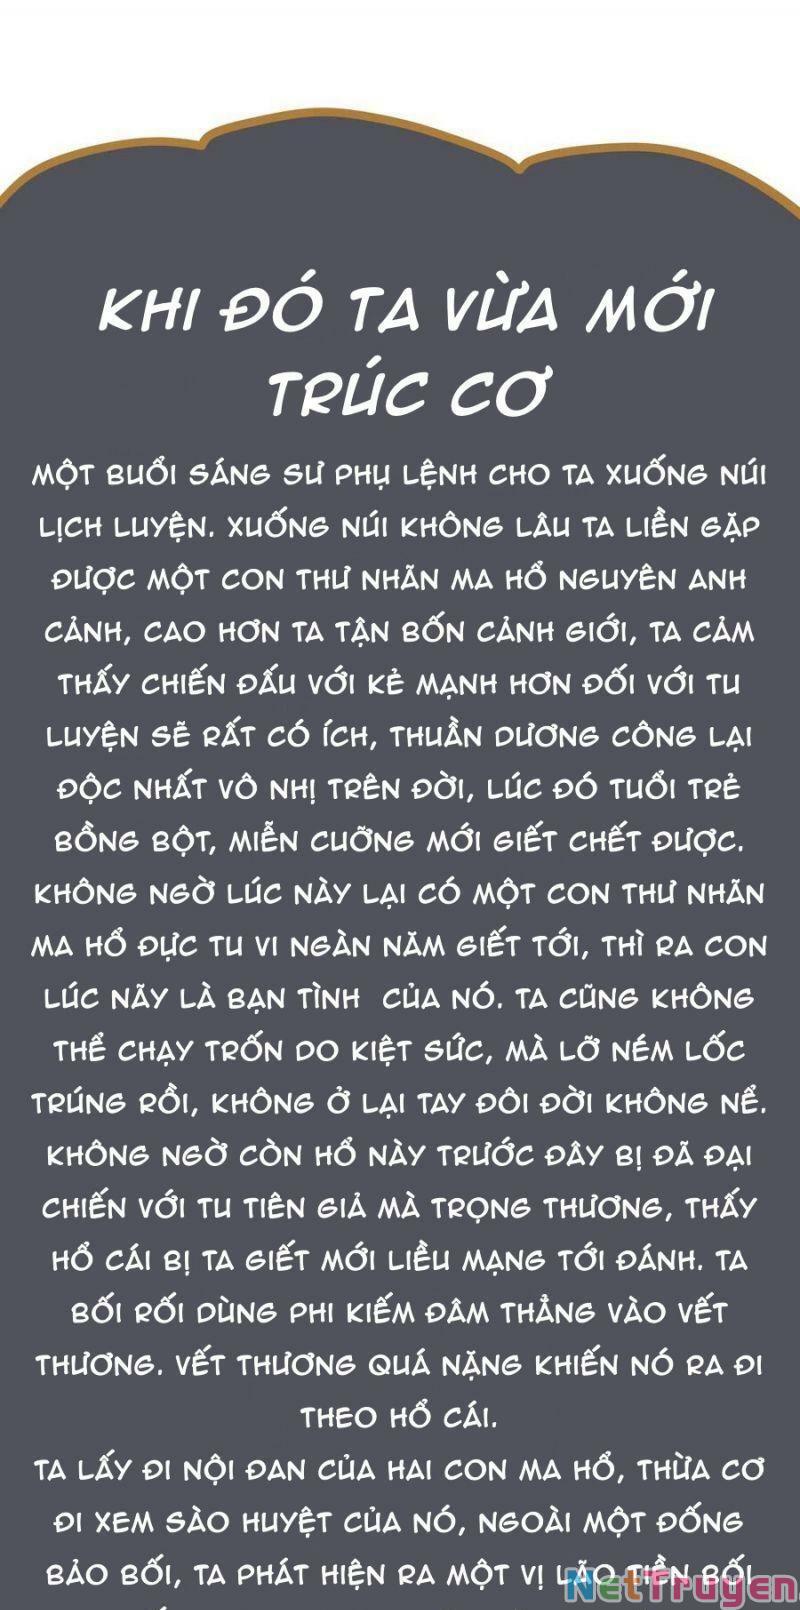 KHI ĐÓ TA VỪA MỚI
TRÚC CƠ
MỘT BUỔI SÁNG SƯ PHỤ LỆNH CHO TA XUỐNG NÚI
LỊCH LUYỆN. XUỐNG NÚI KHÔNG LÂU TA LIỀN GẶP
ĐƯỢC MỘT CON THƯ NHÃN MA HỔ NGUYÊN ANH
CẢNH, CAO HƠN TA TẬN BỐN CẢNH GIỚI, TA CẢM
THẤY CHIẾN ĐẤU VỚI KẺ MẠNH HƠN ĐỐI VỚI TU
LUYỆN SẼ RẤT CÓ ÍCH, THUẦN DƯƠNG CÔNG LẠI
ĐỘC NHẤT VÔ NHỊ TRÊN ĐỜI, LÚC ĐÓ TUỔI TRẺ
BỒNG BỘT, MIỄN CUỠNG MỚI GIẾT CHẾT ĐƯỢC.
KHÔNG NGỜ LÚC NÀY LẠI CÓ MỘT CON THƯ NHÃN
MA HỔ ĐỰC TU VI NGÀN NĂM GIẾT TỚI, THÌ RA CON
LÚC NÃY LÀ BẠN TÌNH CỦA NÓ. TA CŨNG KHÔNG
THỂ CHẠY TRỐN DO KIỆT SỨC, MÀ LỠ NÉM LỐC
TRÚNG RỒI, KHÔNG Ở LẠI TAY ĐÔI ĐỜI KHÔNG NỂ.
KHÔNG NGỜ CÒN HỔ NÀY TRƯỚC ĐÂY BỊ ĐÃ ĐẠI
CHIẾN VỚI TU TIÊN GIẢ MÀ TRỌNG THƯƠNG, THẤY
HỔ CÁI BỊ TA GIẾT MỚI LIỀU MẠNG TỚI ĐÁNH. TA
BỐI RỐI DÙNG PHI KIẾM ĐÂM THẲNG VÀO VẾT
THƯƠNG. VẾT THƯƠNG QUÁ NẶNG KHIẾN NÓ RA ĐI
THEO HỔ CÁI.
TA LẤY ĐI NỘI ĐAN CỦA HAI CON MA HỔ, THỪA CƠ
ĐI XEM SÀO HUYỆT CỦA NÓ, NGOÀI MỘT ĐỐNG
BẢO BỐI, TA PHÁT HIỆN RA MỘT VỊ LÃO TIỀN BỐI
NetTruyen